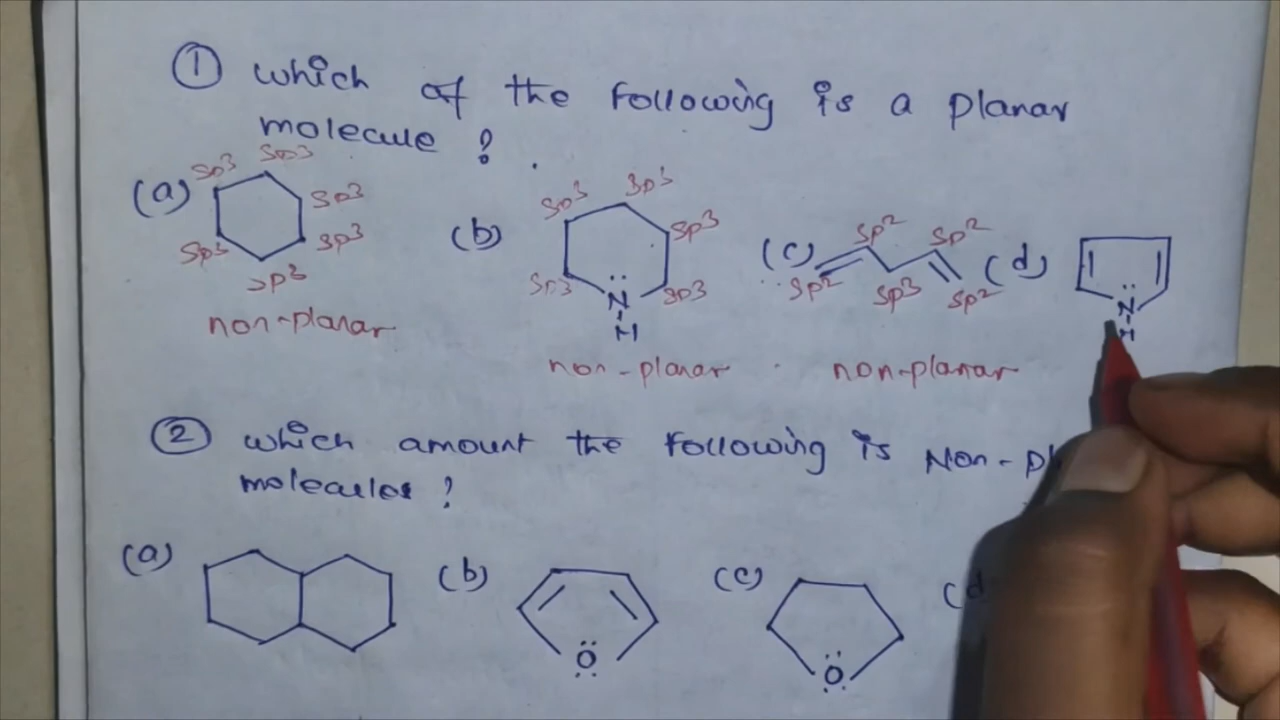 ① which of the following is a planar
molecule ?
(a) sp3 sp3 sp3 sp3 sp3 sp3
non-planar
(b) sp3 sp3 sp3 sp3 sp3 N H
non-planar
(c) sp2 sp2 sp3 sp2 sp2
non-planar
(d) N H
② which amount the following is Non-pl
molecules ?
(a)
(b) O
(c) O
(d